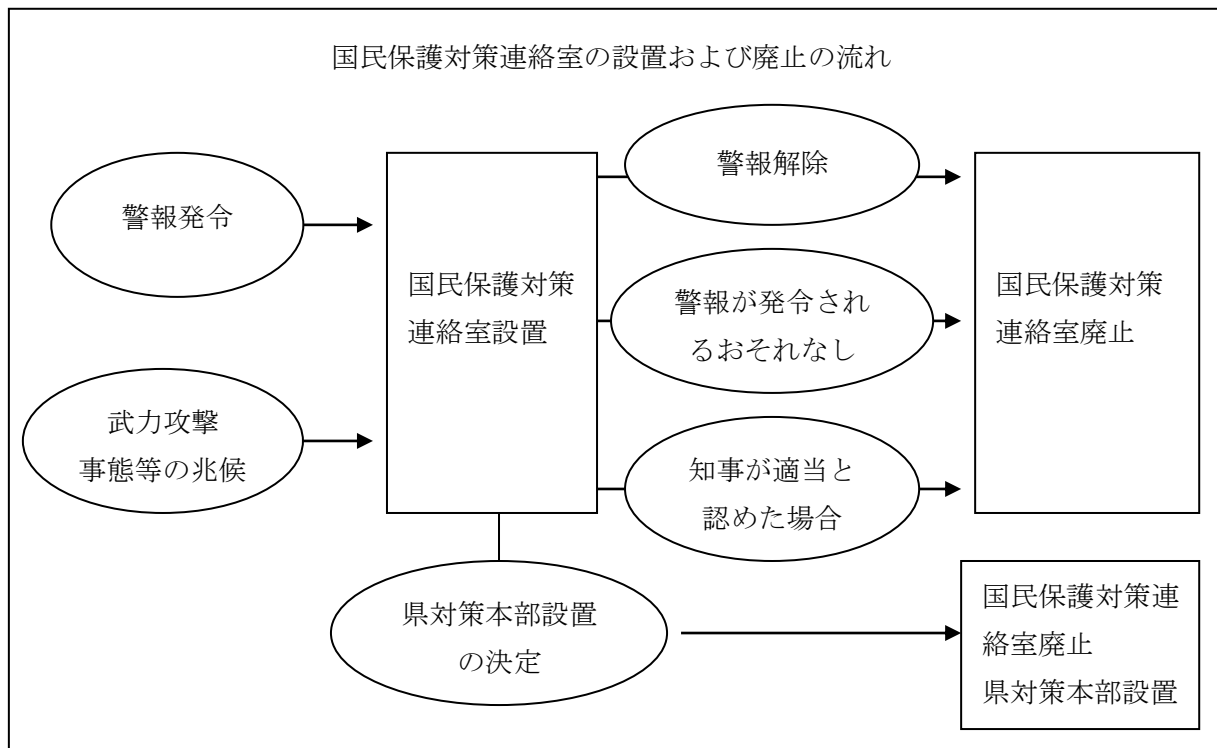 国民保護対策連絡室の設置および廃止の流れ
警報発令
武力攻撃
事態等の兆候
国民保護対策
連絡室設置
警報解除
警報が発令され
るおそれなし
知事が適当と
認めた場合
国民保護対策
連絡室廃止
県対策本部設置
の決定
国民保護対策連
絡室廃止
県対策本部設置